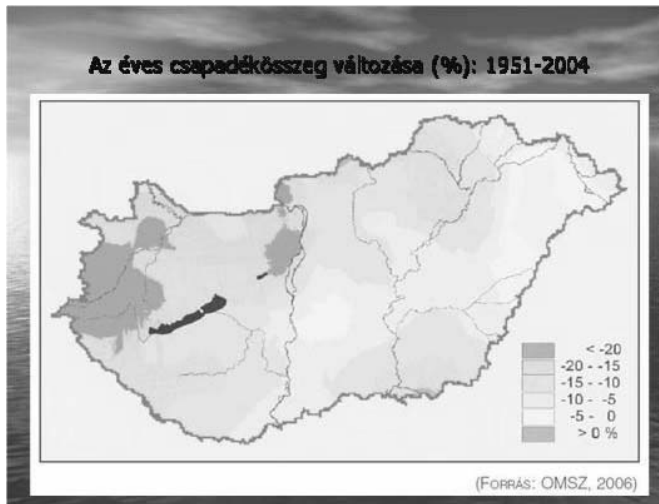 Az éves csapadékösszeg változása (%): 1951-2004
< -20
-20 - -15
-15 - -10
-10 - -5
-5 - 0
> 0 %
(FORRÁS: OMSZ, 2006)